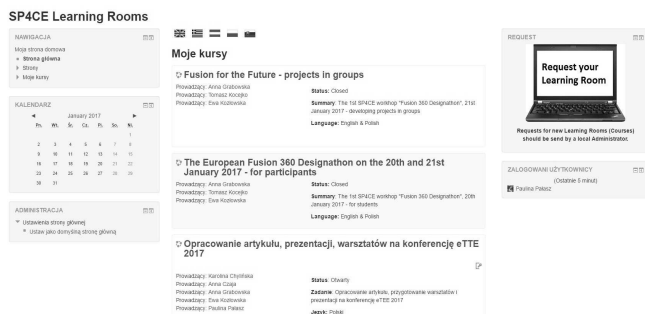 SP4CE Learning Rooms
NAWIGACJA
Moja strona domowa
Strona główna
Strony
Moje kursy
KALENDARZ
January 2017
Pn. Wt. Śr. Cz. Pt. So. Ni.
1
2 3 4 5 6 7 8
9 10 11 12 13 14 15
16 17 18 19 20 21 22
23 24 25 26 27 28 29
30 31
ADMINISTRACJA
Ustawienia strony głównej
Ustaw jako domyślną stronę główną
Moje kursy
Fusion for the Future - projects in groups
Prowadzący: Anna Grabowska
Prowadzący: Tomasz Kocejko
Prowadzący: Ewa Kozłowska
Status: Closed
Summary: The 1st SP4CE workhop "Fusion 360 Designathon", 21st
January 2017 - developing projects in groups
Language: English & Polish
The European Fusion 360 Designathon on the 20th and 21st
January 2017 - for participants
Prowadzący: Anna Grabowska
Prowadzący: Tomasz Kocejko
Prowadzący: Ewa Kozłowska
Status: Closed
Summary: The 1st SP4CE workhop "Fusion 360 Designathon", 20th
January 2017 - for students
Language: English & Polish
Opracowanie artykułu, prezentacji, warsztatów na konferencję eTTE
2017
Prowadzący: Karolina Chylińska
Prowadzący: Anna Czaja
Prowadzący: Anna Grabowska
Prowadzący: Ewa Kozłowska
Prowadzący: Paulina Pałasz
Status: Otwarty
Zadanie: Opracowanie artykułu, przygotowanie warsztatów i
prezentacji na konferencję eTEE 2017
Język: Polski
REQUEST
Request your
Learning Room
Requests for new Learning Rooms (Courses)
should be send by a local Administrator.
ZALOGOWANI UŻYTKOWNICY
(Ostatnie 5 minut)
Paulina Pałasz